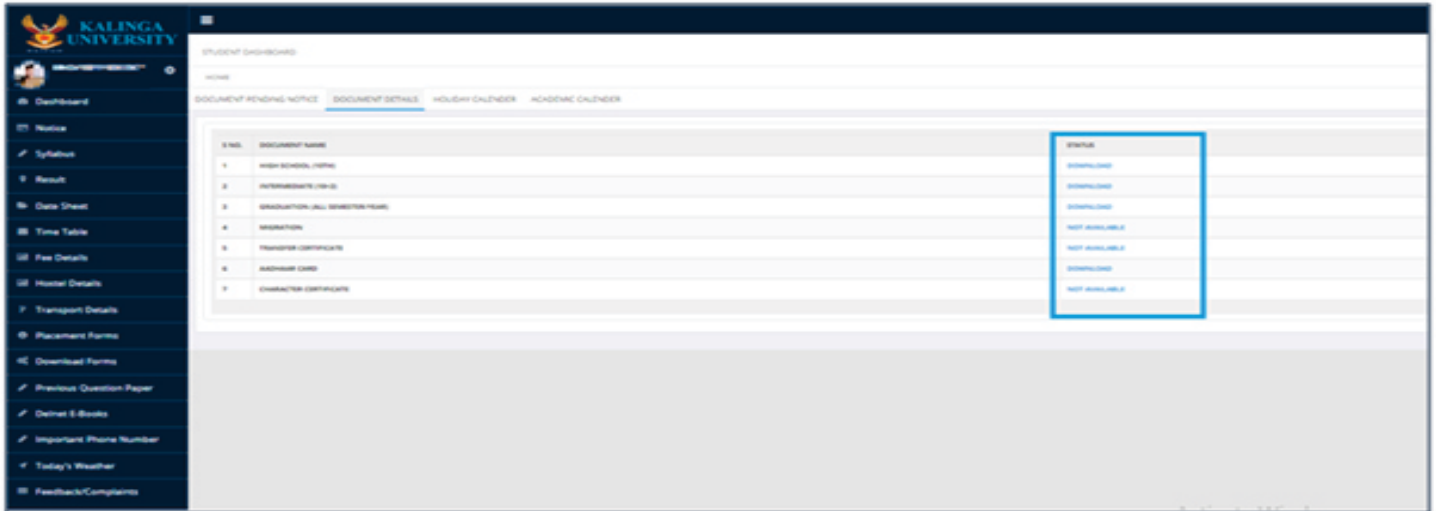 KALINGA
UNIVERSITY
STUDENT DASHBOARD
HOME
Dashboard
Notice
Syllabus
Result
Date Sheet
Time Table
Fee Details
Hostel Details
Transport Details
Placement Forms
Download Forms
Previous Question Paper
Delnet E-Books
Important Phone Number
Today's Weather
Feedback/Complaints
DOCUMENT PENDING NOTICE DOCUMENT DETAILS HOLIDAY CALENDER ACADEMIC CALENDER
S NO. DOCUMENT NAME STATUS
1 HIGH SCHOOL (10TH) DOWNLOAD
2 INTERMEDIATE (10+2) DOWNLOAD
3 GRADUATION (ALL SEMESTER/YEAR) DOWNLOAD
4 MIGRATION NOT AVAILABLE
5 TRANSFER CERTIFICATE NOT AVAILABLE
6 AADHAAR CARD DOWNLOAD
7 CHARACTER CERTIFICATE NOT AVAILABLE